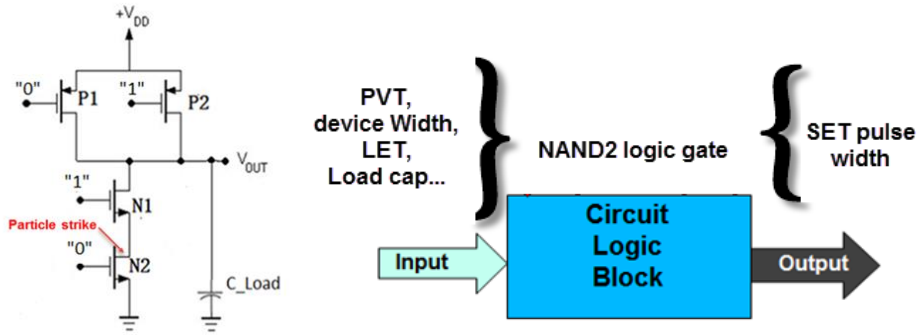 +VDD
"0"
P1
"1"
P2
VOUT
"1"
N1
Particle strike
"0"
N2
C_Load
PVT,
device Width,
LET,
Load cap...
NAND2 logic gate
SET pulse
width
Input
Circuit
Logic
Block
Output